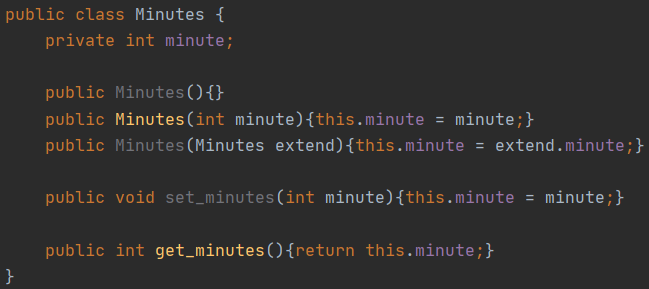 public class Minutes {
    private int minute;

    public Minutes(){}
    public Minutes(int minute){this.minute = minute;}
    public Minutes(Minutes extend){this.minute = extend.minute;}

    public void set_minutes(int minute){this.minute = minute;}

    public int get_minutes(){return this.minute;}
}